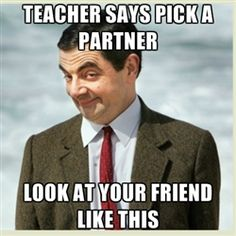 TEACHER SAYS PICK A
PARTNER
LOOK AT YOUR FRIEND
LIKE THIS